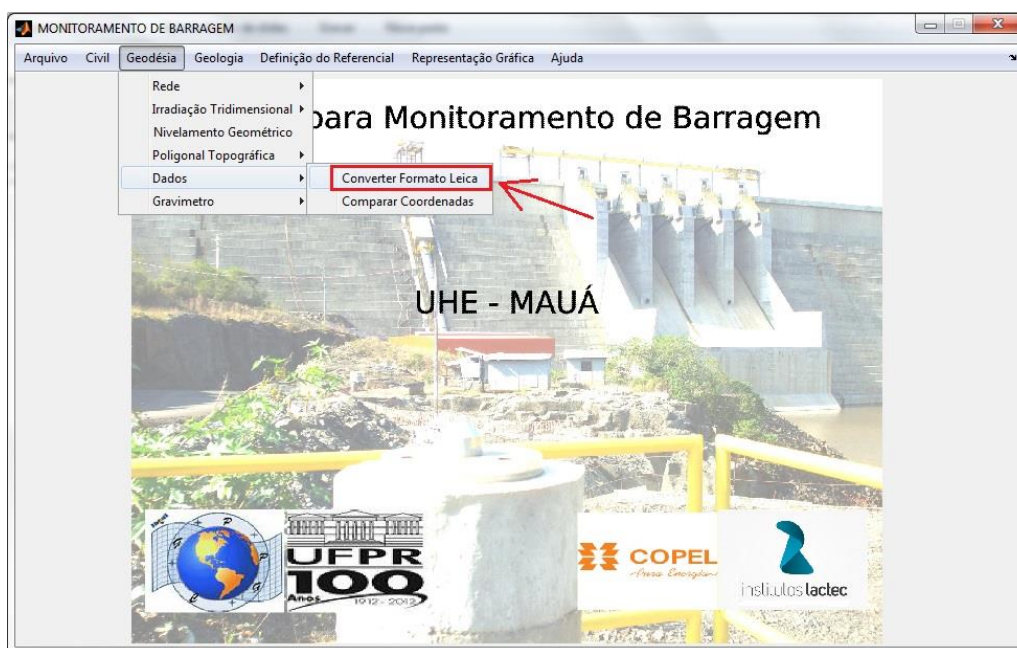 MONITORAMENTO DE BARRAGEM
Arquivo Civil Geodésia Geologia Definição do Referencial Representação Gráfica Ajuda
Rede
Irradiação Tridimensional
Nivelamento Geométrico
Poligonal Topográfica
Dados
Gravimetro
Converter Formato Leica
Comparar Coordenadas
para Monitoramento de Barragem
UHE - MAUÁ
UFPR
100
Anos 1912 - 2012
COPEL
institutos lactec